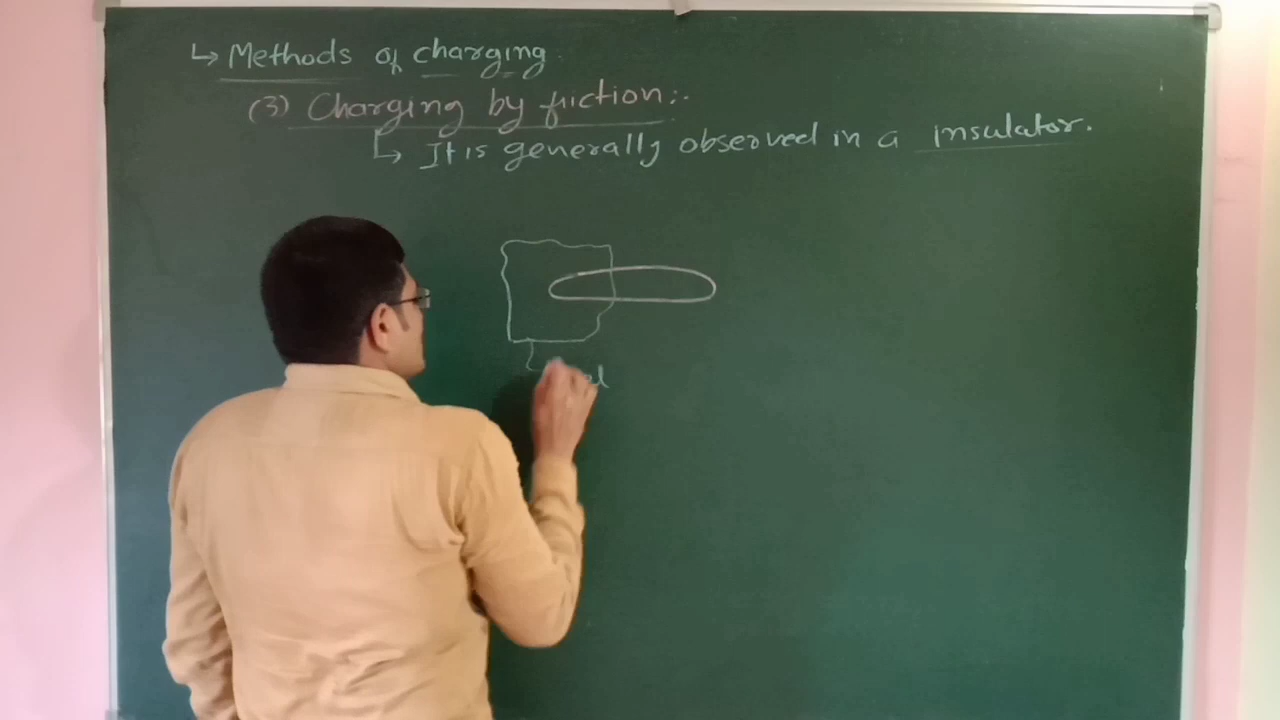 ↳ Methods of charging.
(3) Charging by friction:.
↳ It is generally observed in a insulator.